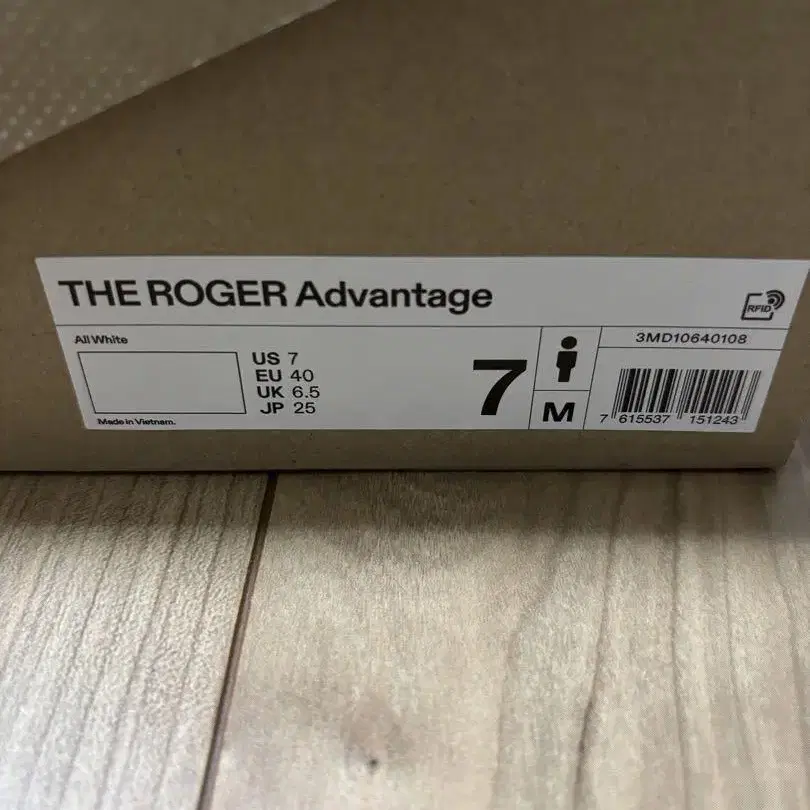 THE ROGER Advantage
RFID
All White
US 7
EU 40
UK 6.5
JP 25
Made in Vietnam.
7
M
3MD10640108
7 615537 151243